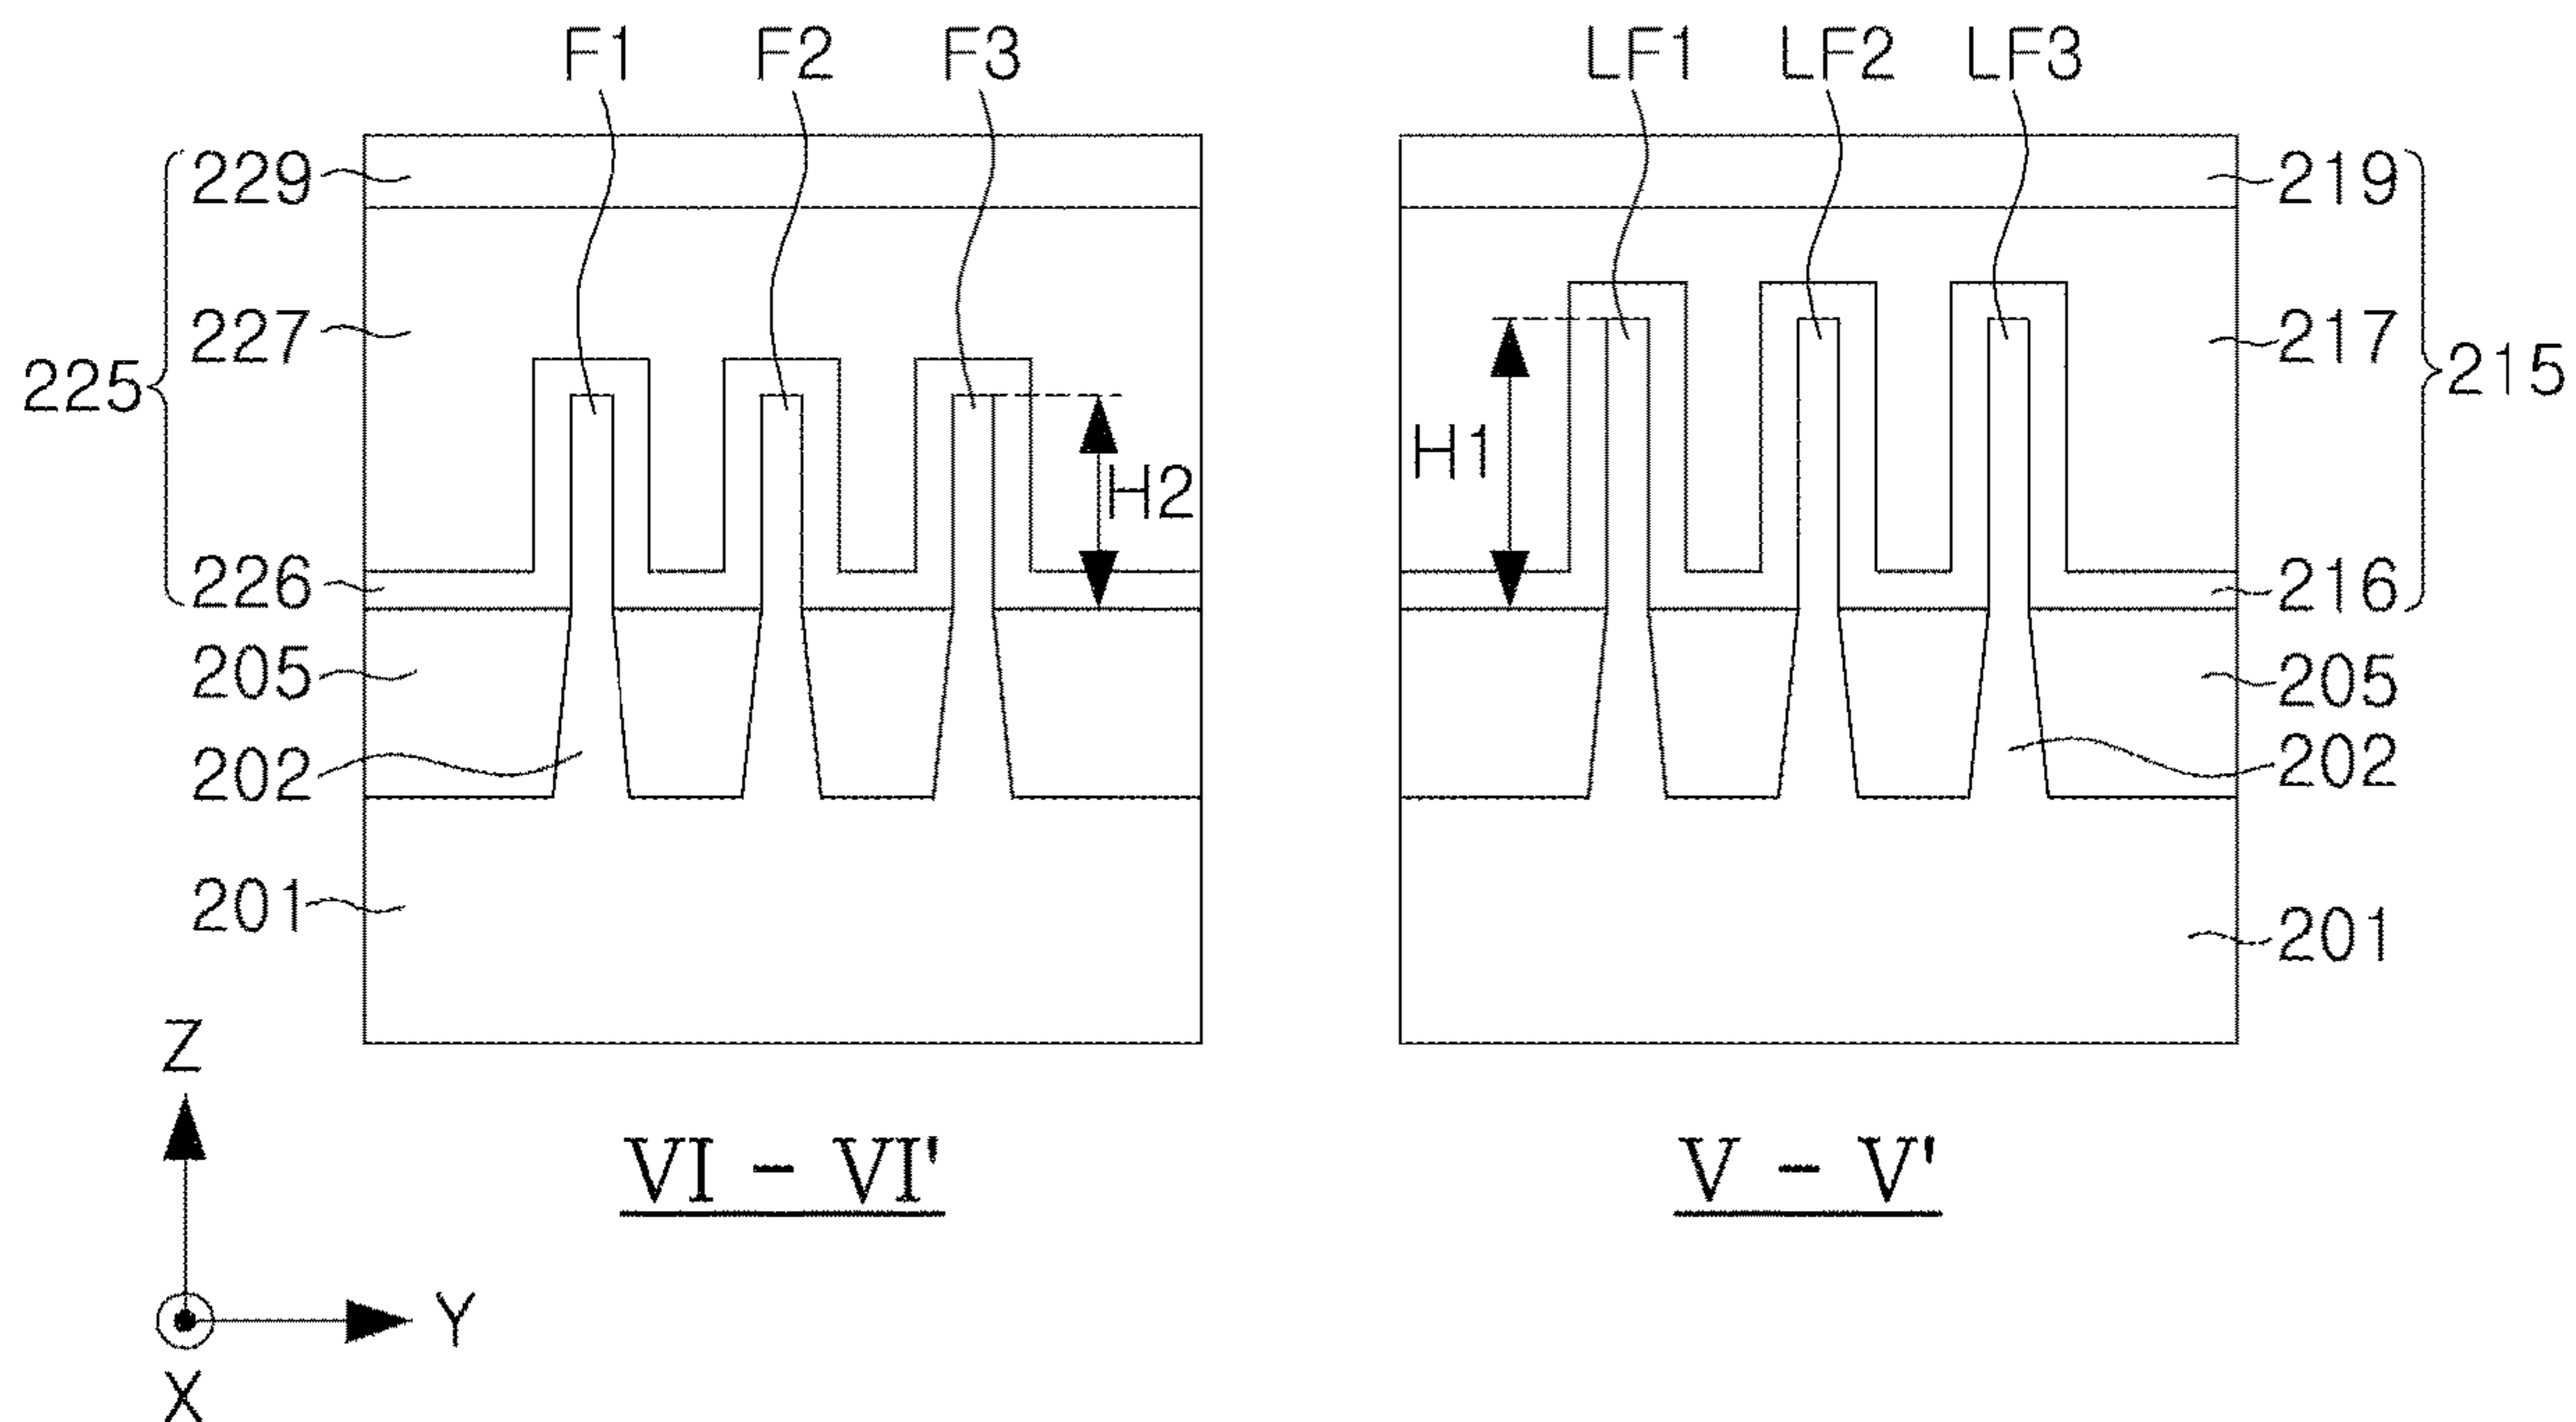 F1 F2 F3 LF1 LF2 LF3
229 219
227 217
225 215
H2 H1
226 216
205 205
202 202
201 201
Z
VI - VI' V - V'
Y
X